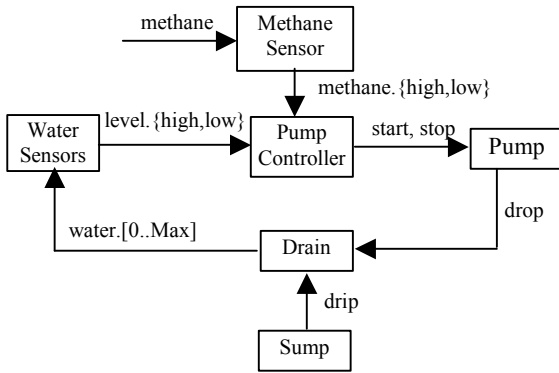 methane
Methane
Sensor
methane.{high,low}
level.{high,low}
Water
Sensors
Pump
Controller
start, stop
Pump
drop
water.[0..Max]
Drain
drip
Sump